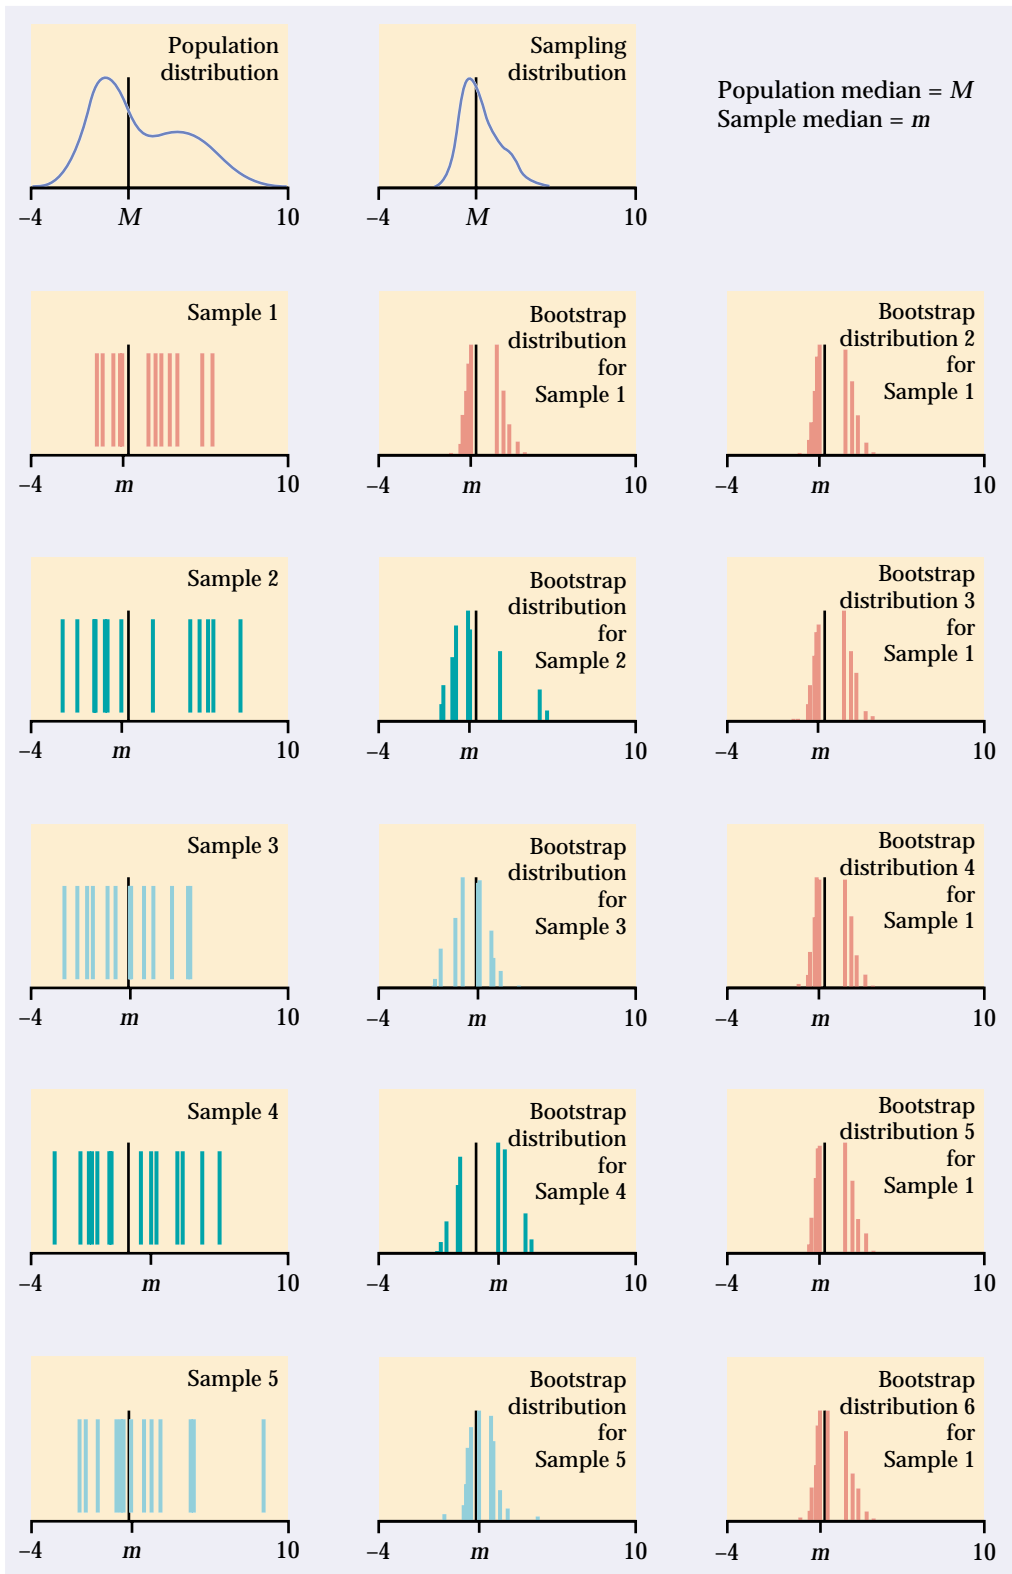 Population
distribution
−4
M
10
Sampling
distribution
−4
M
10
Population median = M
Sample median = m
Sample 1
−4
m
10
Bootstrap
distribution
for
Sample 1
−4
m
10
Bootstrap
distribution 2
for
Sample 1
−4
m
10
Sample 2
−4
m
10
Bootstrap
distribution
for
Sample 2
−4
m
10
Bootstrap
distribution 3
for
Sample 1
−4
m
10
Sample 3
−4
m
10
Bootstrap
distribution
for
Sample 3
−4
m
10
Bootstrap
distribution 4
for
Sample 1
−4
m
10
Sample 4
−4
m
10
Bootstrap
distribution
for
Sample 4
−4
m
10
Bootstrap
distribution 5
for
Sample 1
−4
m
10
Sample 5
−4
m
10
Bootstrap
distribution
for
Sample 5
−4
m
10
Bootstrap
distribution 6
for
Sample 1
−4
m
10